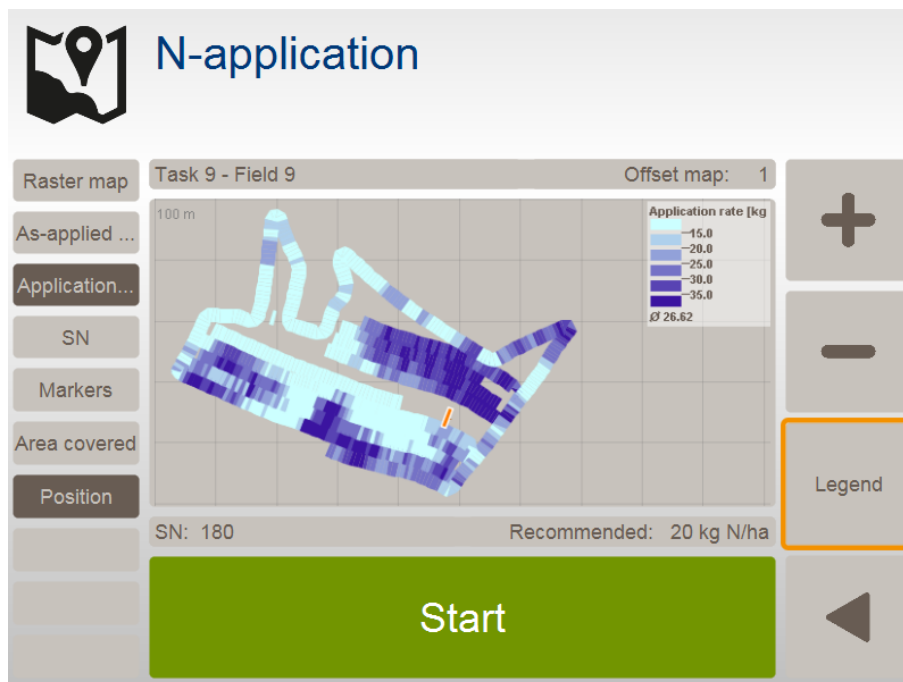 N-application
Raster map
As-applied ...
Application...
SN
Markers
Area covered
Position
Task 9 - Field 9 Offset map: 1
100 m
Application rate [kg
15.0
20.0
25.0
30.0
35.0
Ø 26.62
SN: 180 Recommended: 20 kg N/ha
Start
Legend